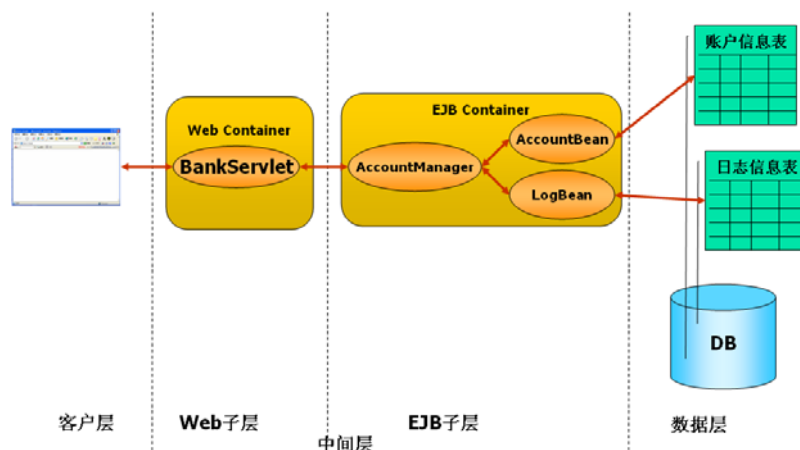 账户信息表
EJB Container
Web Container
AccountBean
BankServlet
AccountManager
日志信息表
LogBean
DB
客户层
Web子层
EJB子层
数据层
中间层